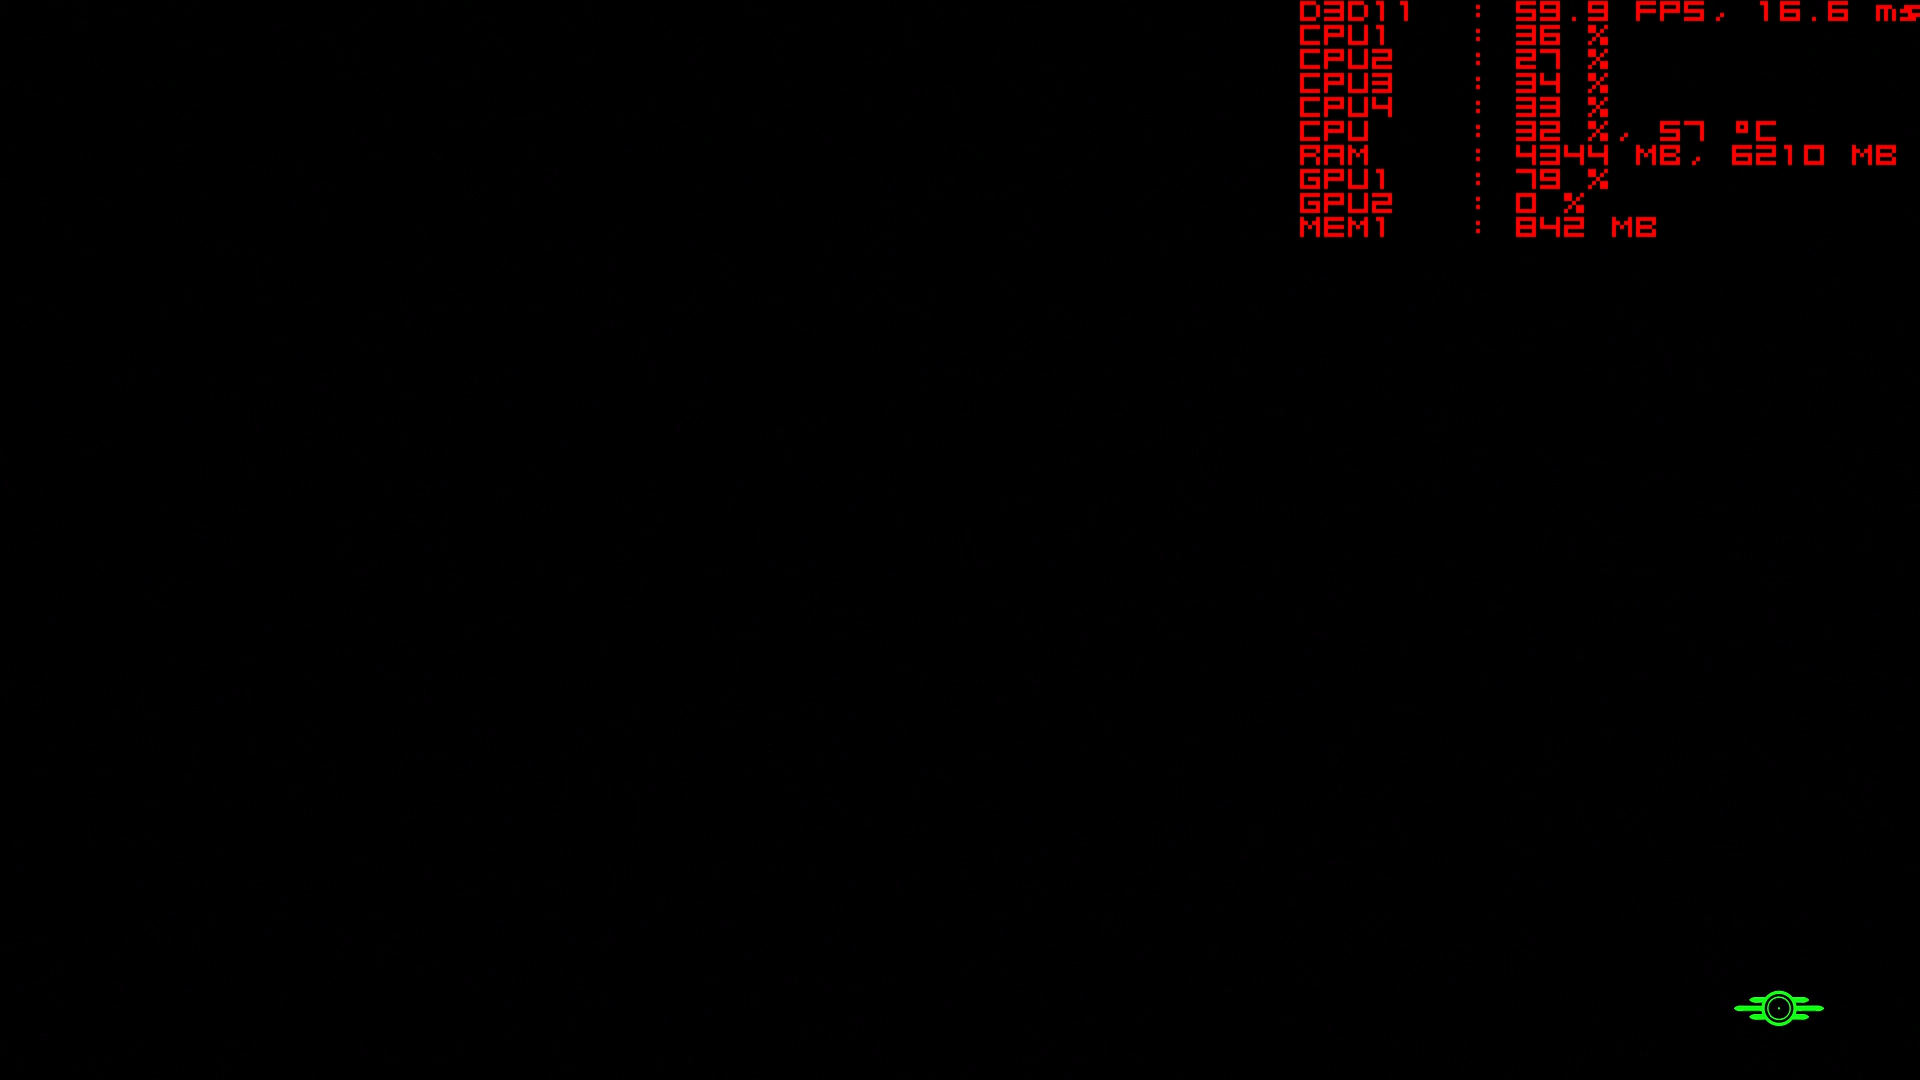 D3D11 : 59.9 FPS, 16.6 ms
CPU1 : 36 %
CPU2 : 27 %
CPU3 : 34 %
CPU4 : 33 %
CPU : 32 %, 57 °C
RAM : 4344 MB, 6210 MB
GPU1 : 79 %
GPU2 : 0 %
MEM1 : 842 MB